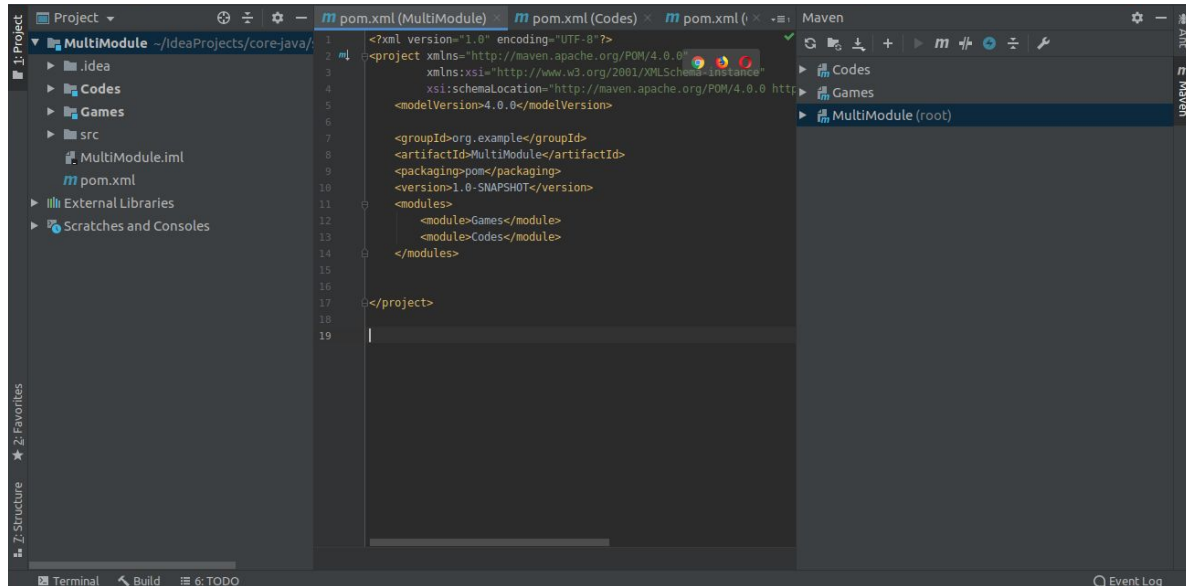 1: Project
Project
MultiModule ~/IdeaProjects/core-java/
.idea
Codes
Games
src
MultiModule.iml
pom.xml
External Libraries
Scratches and Consoles
2: Favorites
Z: Structure
pom.xml (MultiModule)
pom.xml (Codes)
pom.xml (
1 <?xml version="1.0" encoding="UTF-8"?>
2 <project xmlns="http://maven.apache.org/POM/4.0.0"
3 xmlns:xsi="http://www.w3.org/2001/XMLSchema-instance"
4 xsi:schemaLocation="http://maven.apache.org/POM/4.0.0 http
5 <modelVersion>4.0.0</modelVersion>
6
7 <groupId>org.example</groupId>
8 <artifactId>MultiModule</artifactId>
9 <packaging>pom</packaging>
10 <version>1.0-SNAPSHOT</version>
11 <modules>
12 <module>Games</module>
13 <module>Codes</module>
14 </modules>
15
16
17 </project>
18
19
Maven
Codes
Games
MultiModule (root)
Ant
Maven
Terminal
Build
6: TODO
Event Log